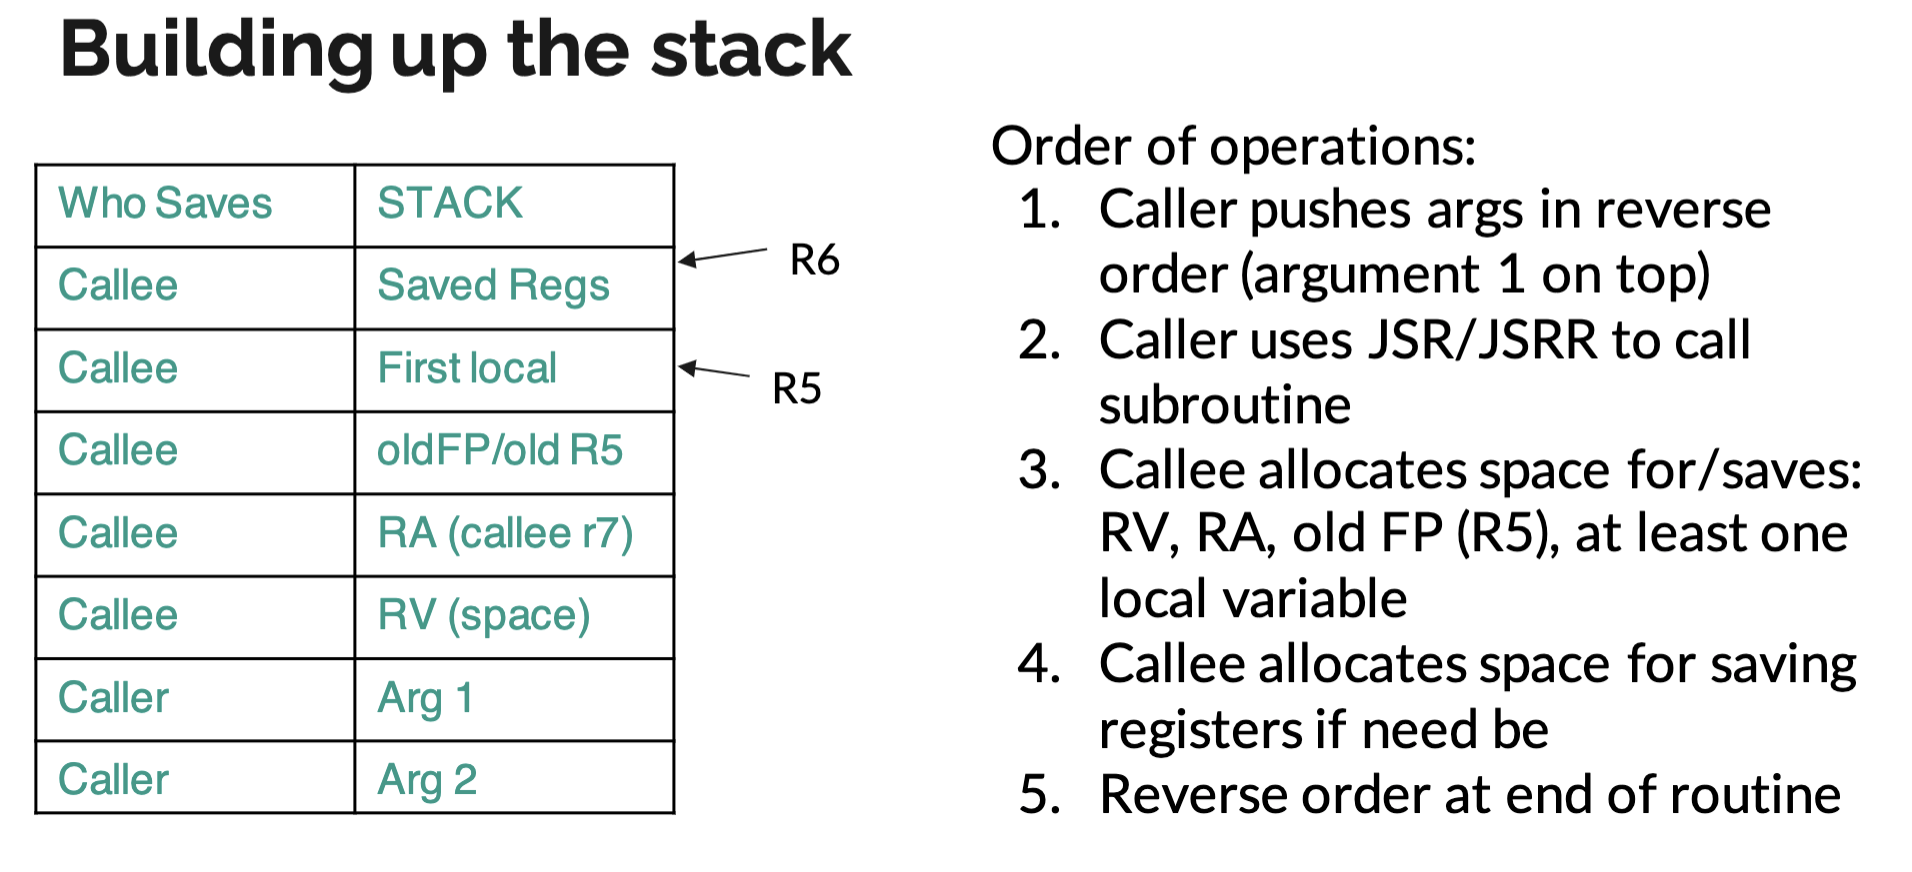 Building up the stack
Who Saves STACK
Callee Saved Regs
Callee First local
Callee oldFP/old R5
Callee RA (callee r7)
Callee RV (space)
Caller Arg 1
Caller Arg 2
R6
R5
Order of operations:
1. Caller pushes args in reverse
order (argument 1 on top)
2. Caller uses JSR/JSRR to call
subroutine
3. Callee allocates space for/saves:
RV, RA, old FP (R5), at least one
local variable
4. Callee allocates space for saving
registers if need be
5. Reverse order at end of routine